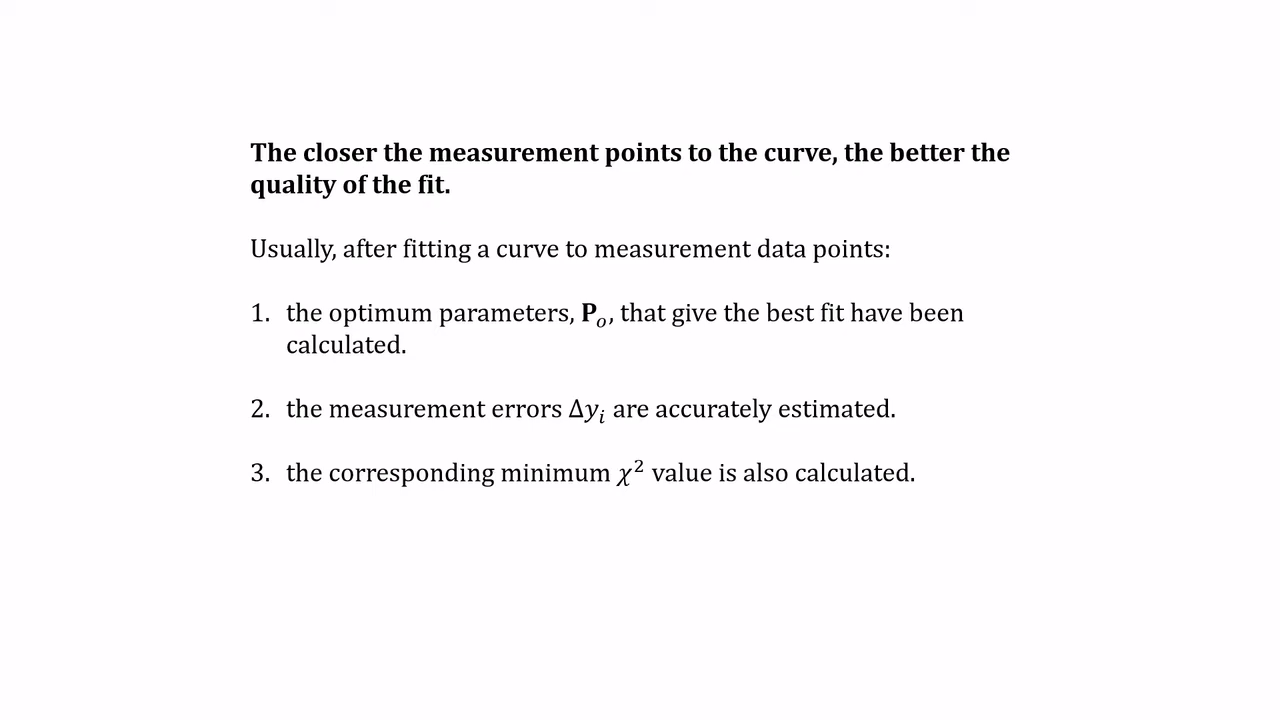 The closer the measurement points to the curve, the better the
quality of the fit.
Usually, after fitting a curve to measurement data points:
1. the optimum parameters, 𝐏ₒ, that give the best fit have been
calculated.
2. the measurement errors Δyᵢ are accurately estimated.
3. the corresponding minimum χ² value is also calculated.